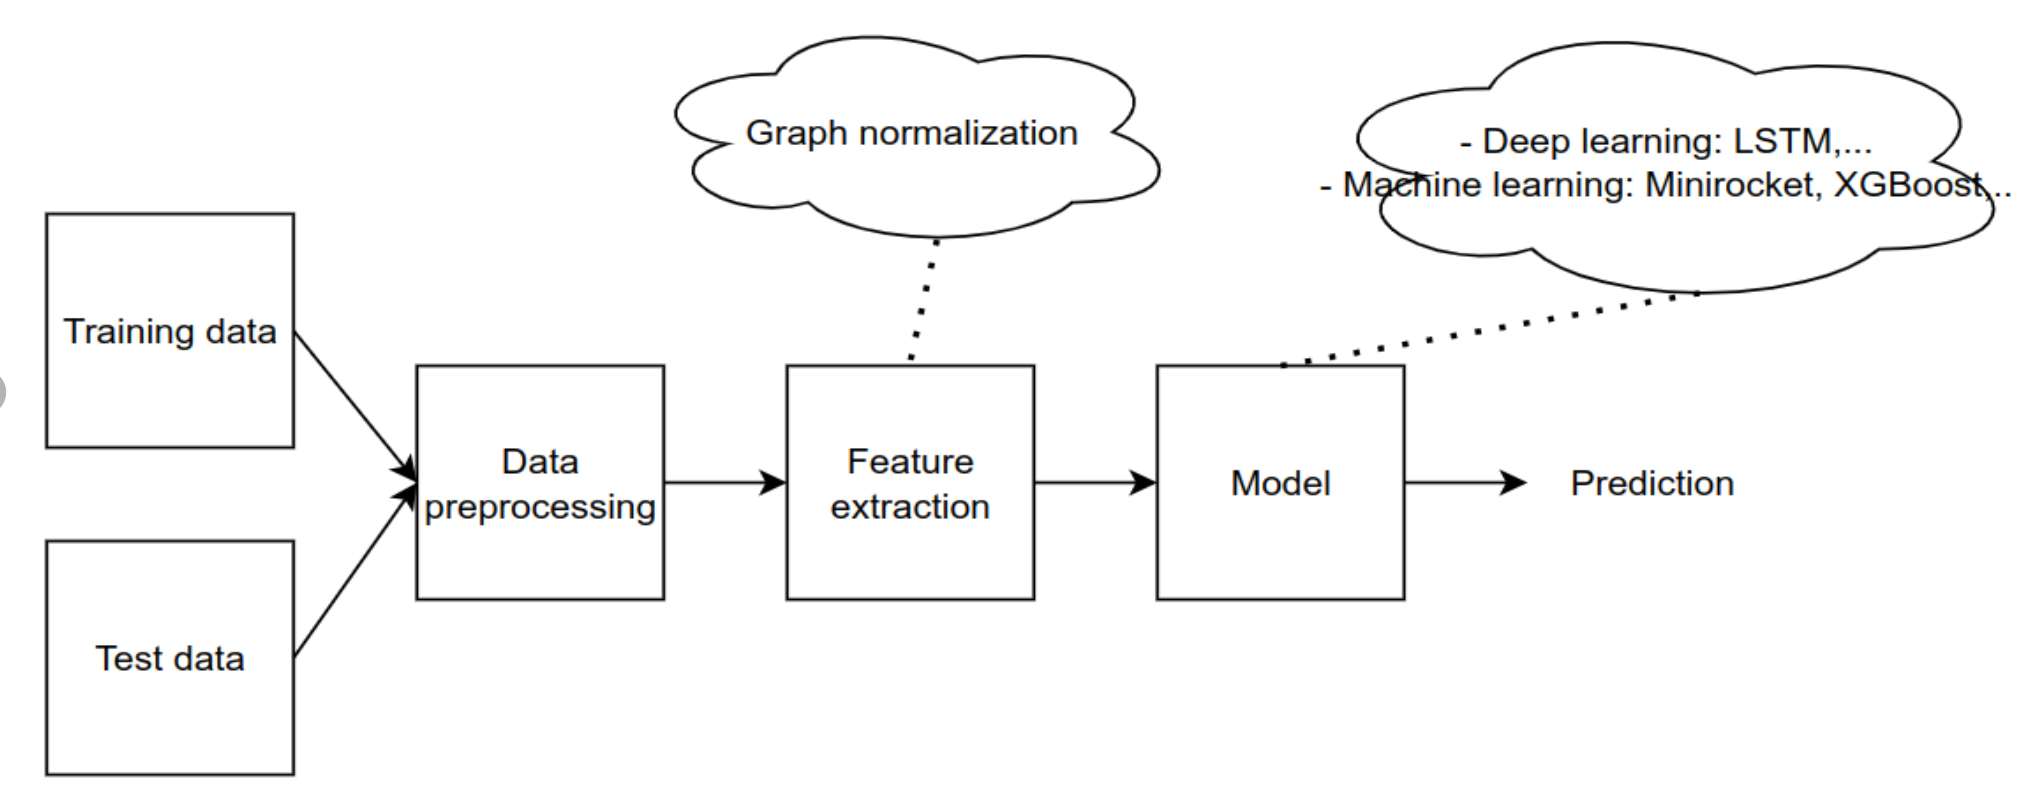 Graph normalization
- Deep learning: LSTM,...
- Machine learning: Minirocket, XGBoost,..
Training data
Data
preprocessing
Feature
extraction
Model
Prediction
Test data